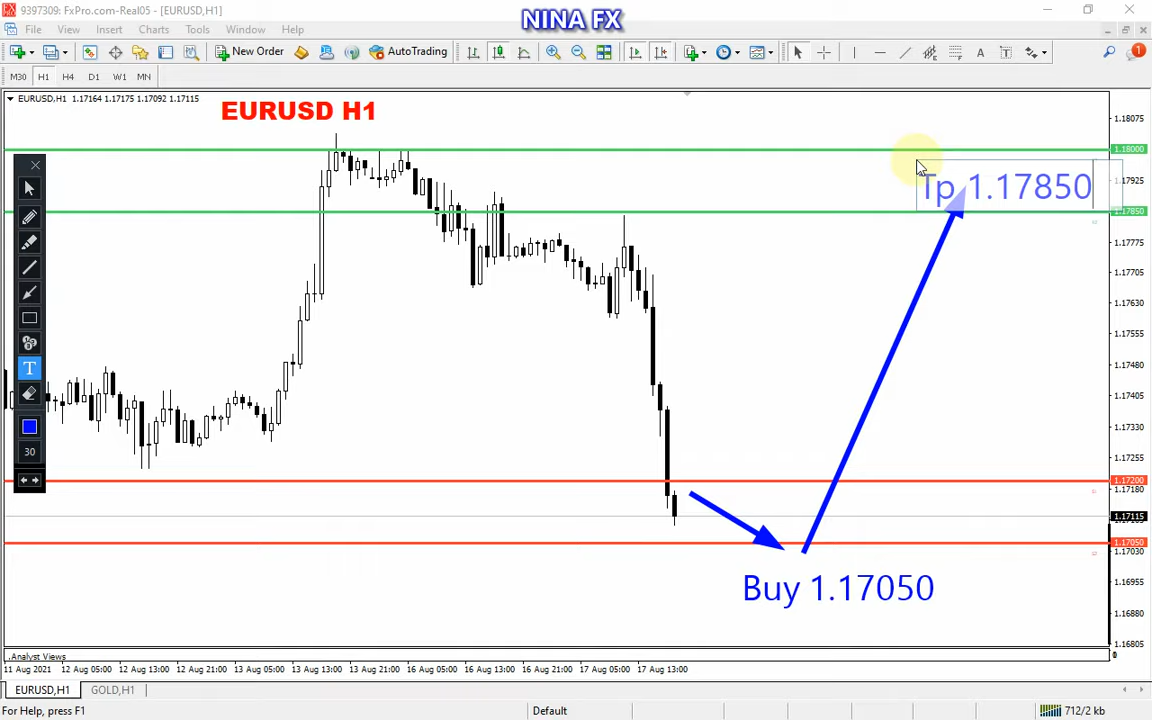 9397309: FxPro.com-Real05 - [EURUSD,H1]
NINA FX
File View Insert Charts Tools Window Help
New Order AutoTrading
M30 H1 H4 D1 W1 MN
EURUSD,H1 1.17164 1.17175 1.17092 1.17115
EURUSD H1
1.18075
1.18000
1.17925
Tp 1.17850
1.17850
1.17775
1.17705
1.17630
1.17555
1.17480
1.17405
1.17330
1.17255
1.17200
1.17180
1.17115
1.17050
1.17030
Buy 1.17050
1.16955
1.16880
1.16805
T
30
Analyst Views
11 Aug 2021 12 Aug 05:00 12 Aug 13:00 12 Aug 21:00 13 Aug 05:00 13 Aug 13:00 13 Aug 21:00 16 Aug 05:00 16 Aug 13:00 16 Aug 21:00 17 Aug 05:00 17 Aug 13:00
EURUSD,H1 GOLD,H1
For Help, press F1 Default 712/2 kb